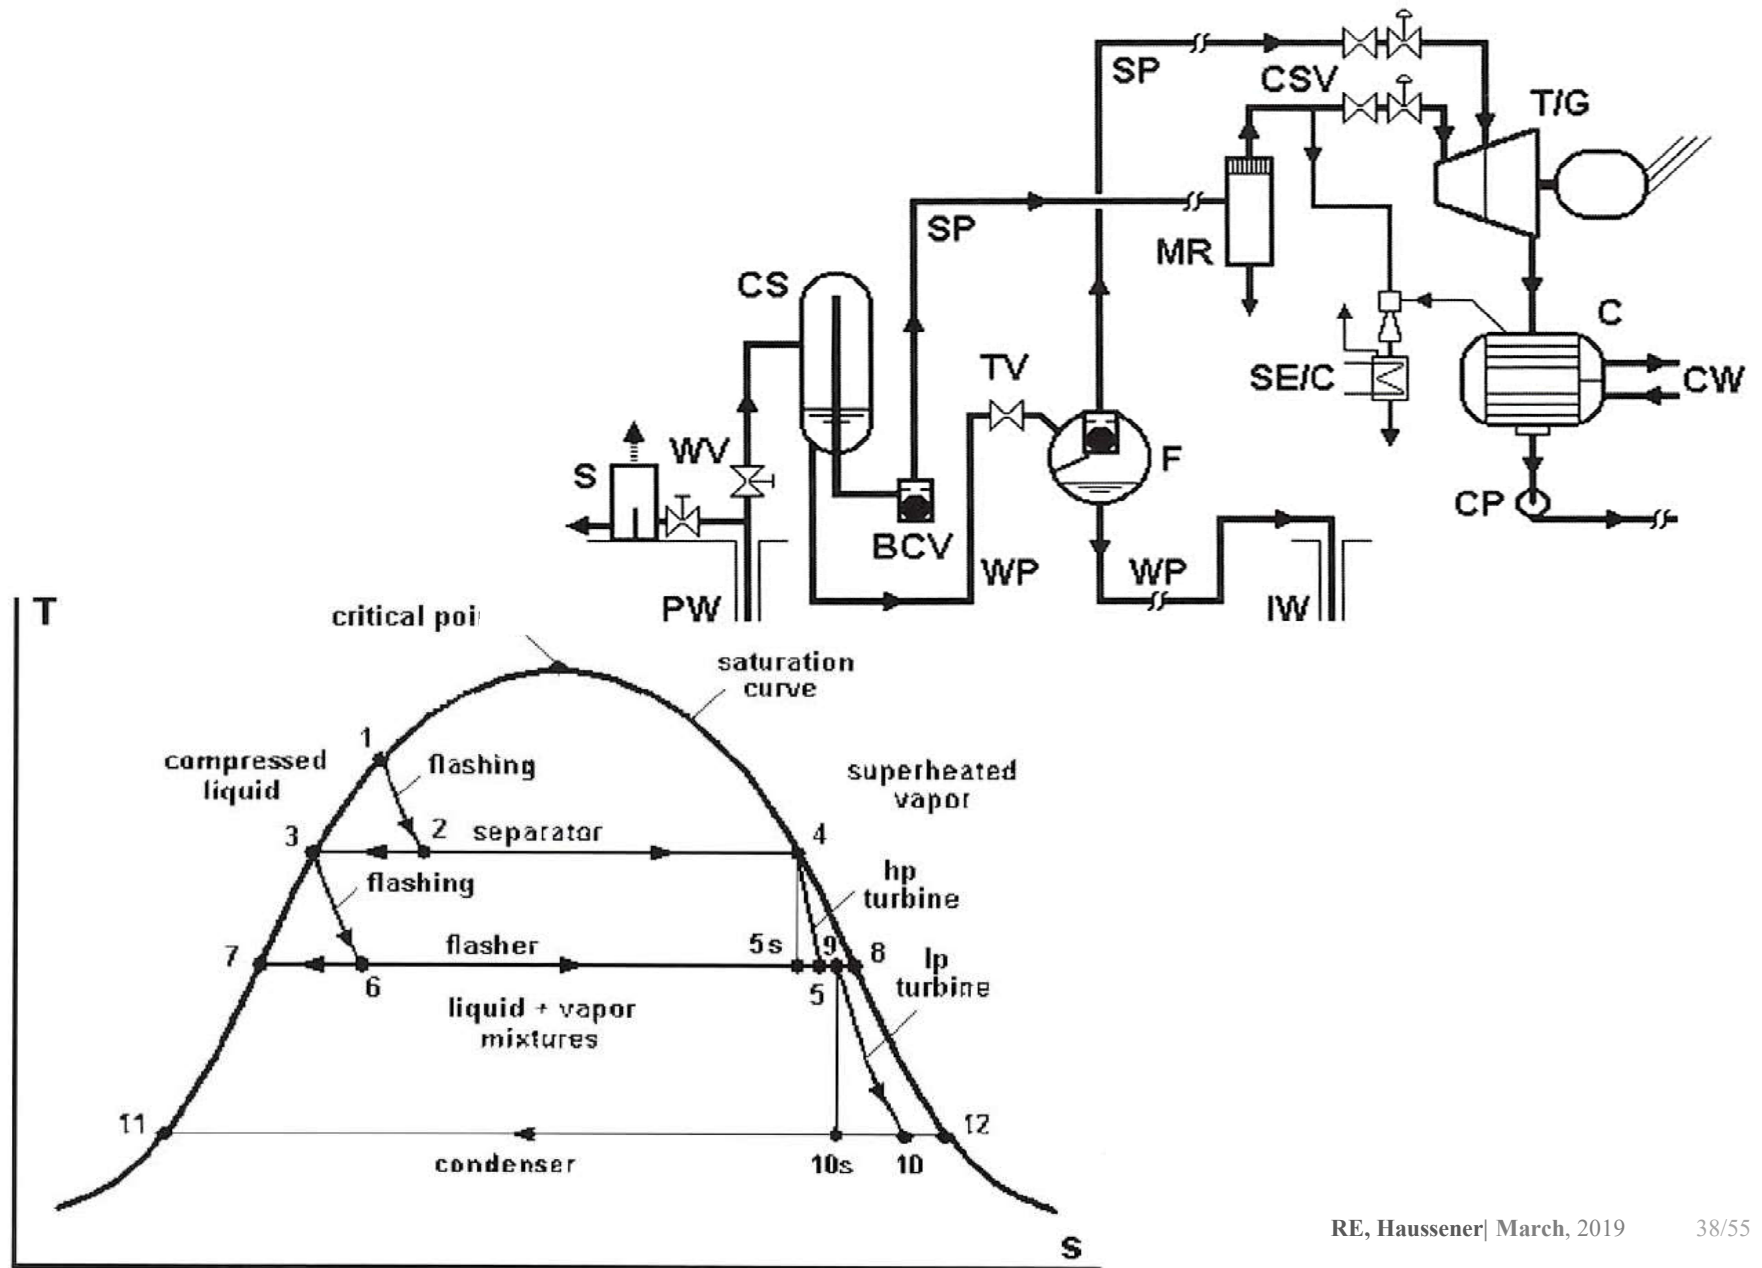 SP
CSV
T/G
SP
MR
CS
C
TV
SE/C
CW
WV
S
F
CP
BCV
WP
WP
PW
IW
T
critical poi
saturation
curve
1
compressed
liquid
flashing
superheated
vapor
3
2
separator
4
flashing
hp
turbine
7
flasher
5s
9
8
6
5
lp
turbine
liquid + vapor
mixtures
11
12
condenser
10s
10
s
RE, Haussener| March, 2019
38/55